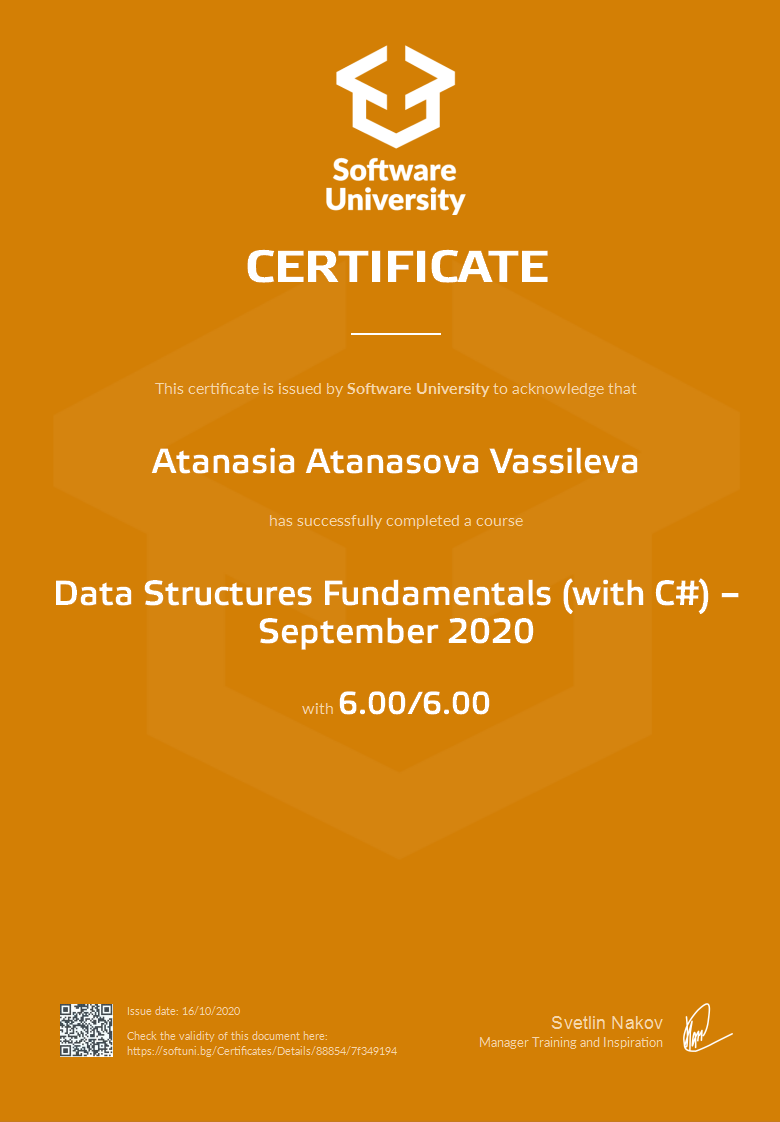 Software
University
CERTIFICATE
This certificate is issued by Software University to acknowledge that
Atanasia Atanasova Vassileva
has successfully completed a course
Data Structures Fundamentals (with C#) –
September 2020
with 6.00/6.00
Issue date: 16/10/2020
Check the validity of this document here:
https://softuni.bg/Certificates/Details/88854/7f349194
Svetlin Nakov
Manager Training and Inspiration